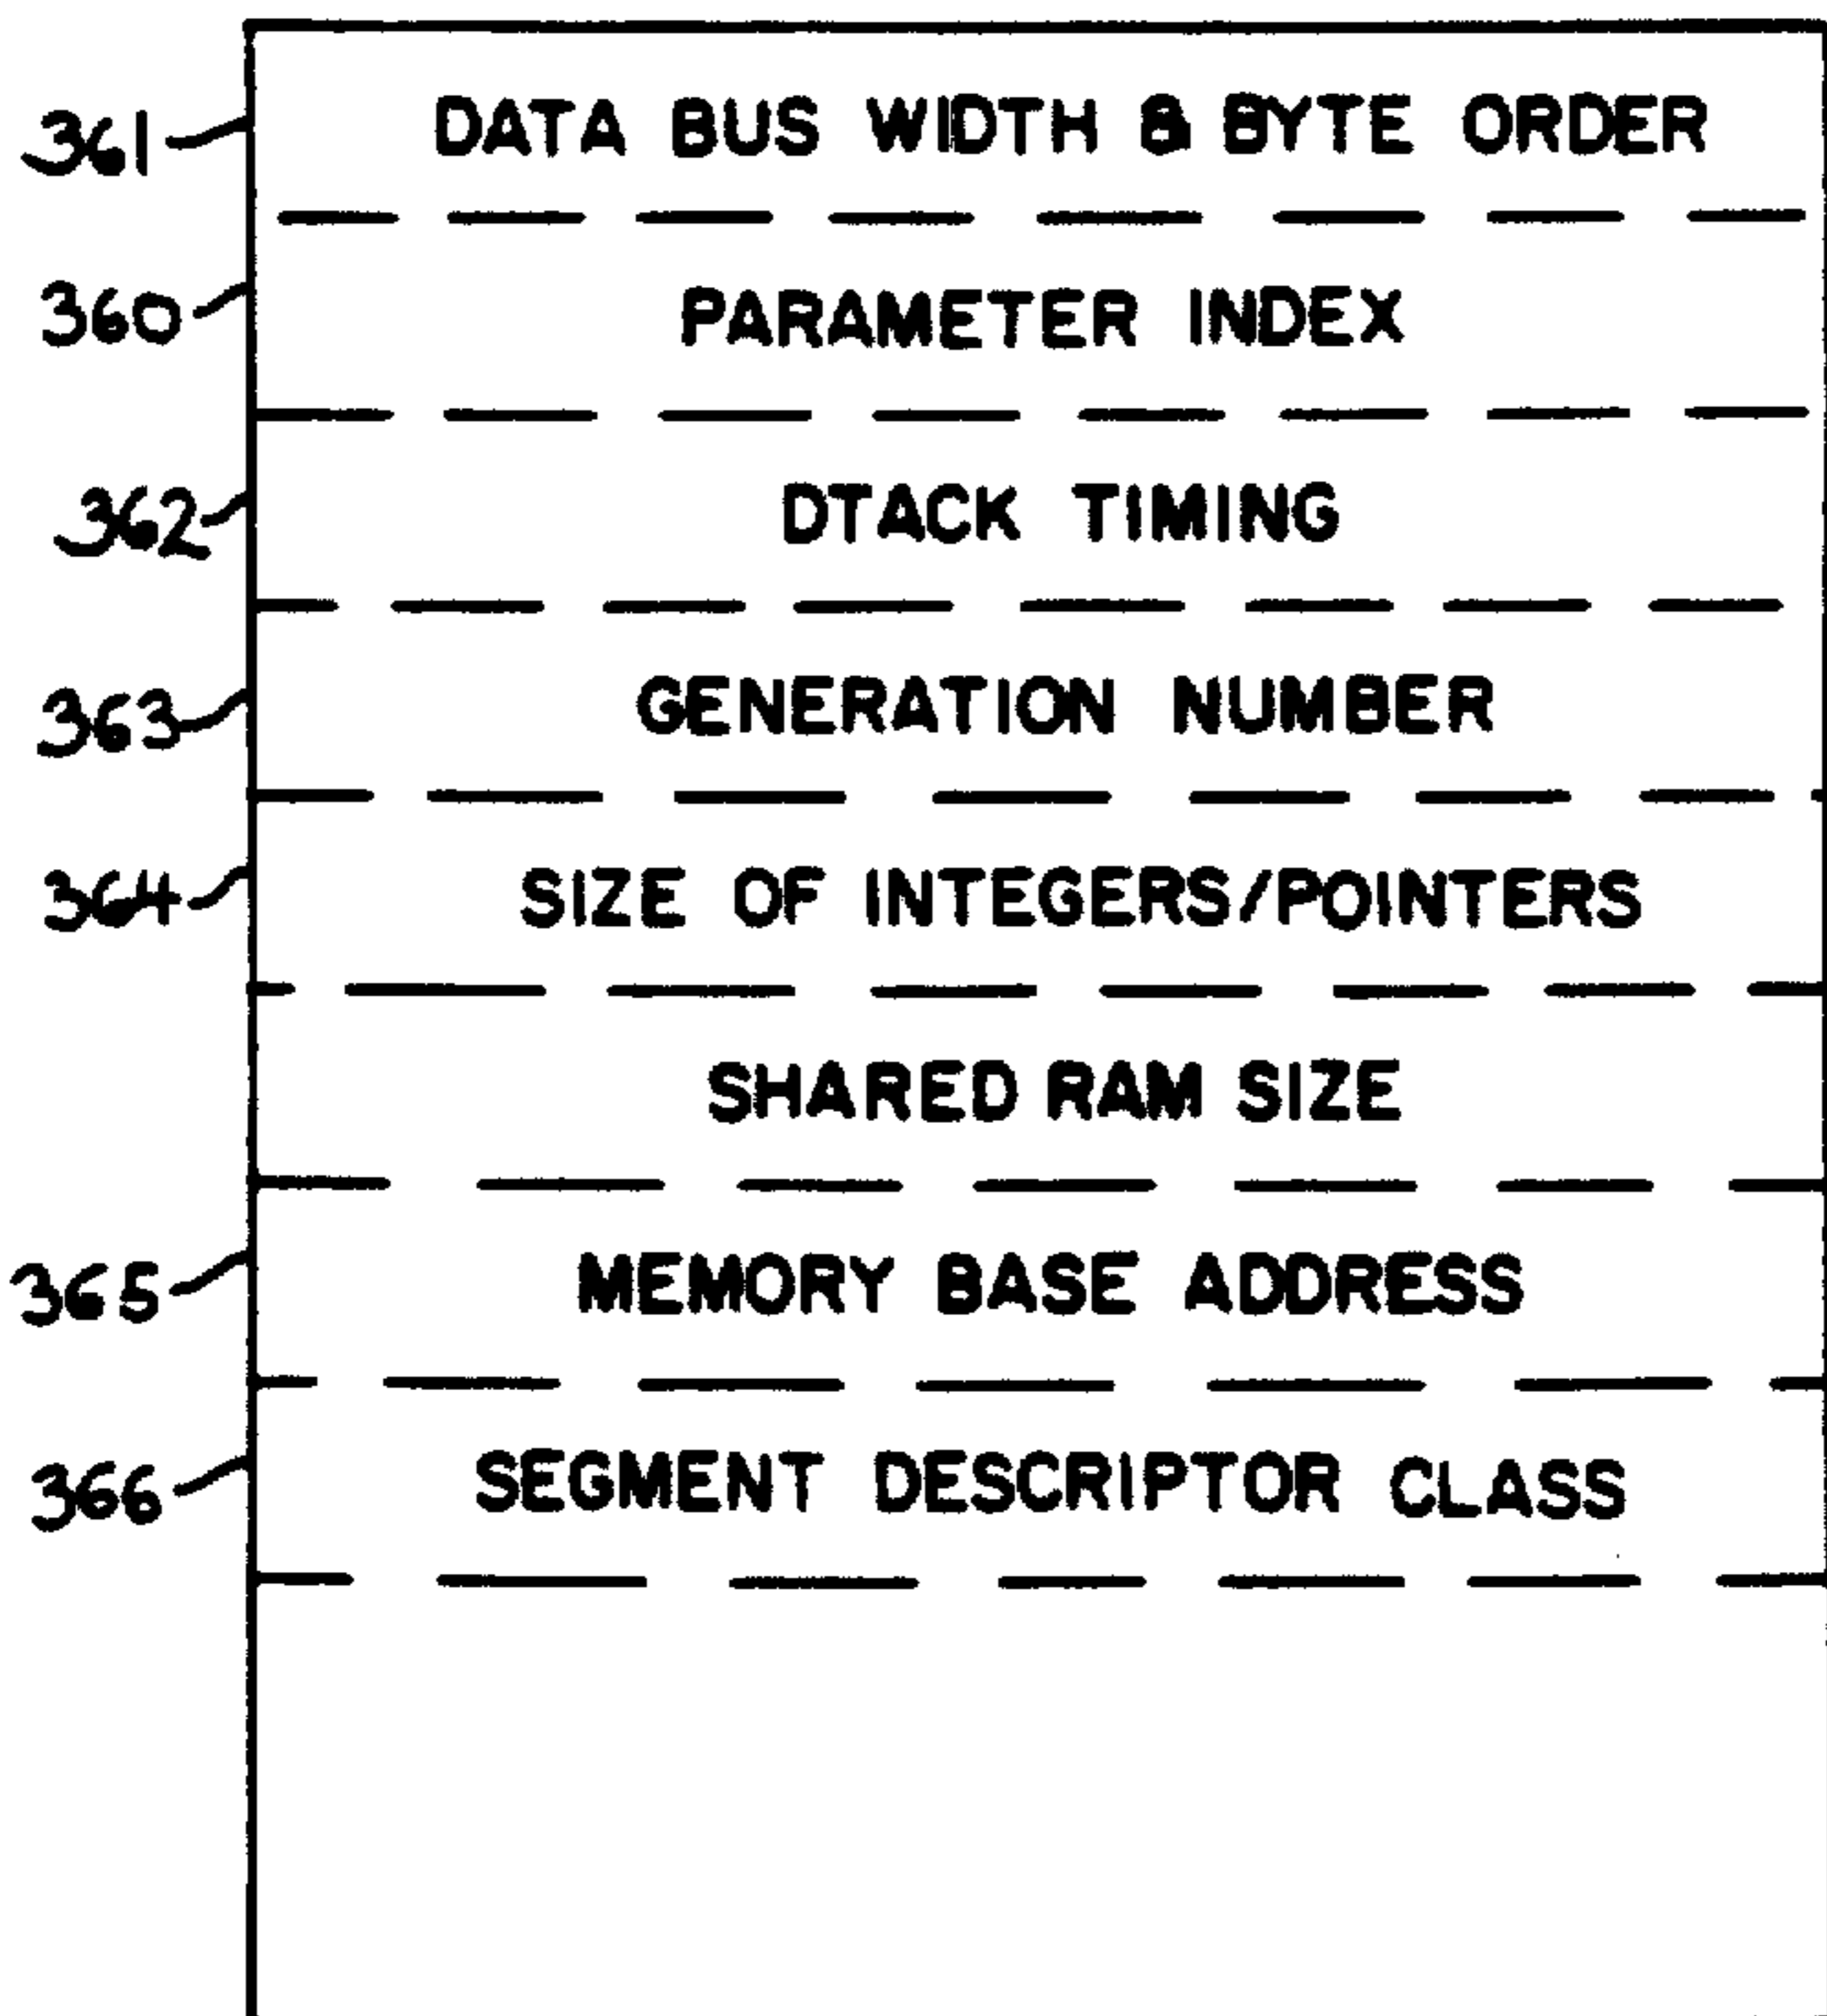 361 DATA BUS WIDTH & BYTE ORDER
360 PARAMETER INDEX
362 DTACK TIMING
363 GENERATION NUMBER
364 SIZE OF INTEGERS/POINTERS
SHARED RAM SIZE
365 MEMORY BASE ADDRESS
366 SEGMENT DESCRIPTOR CLASS